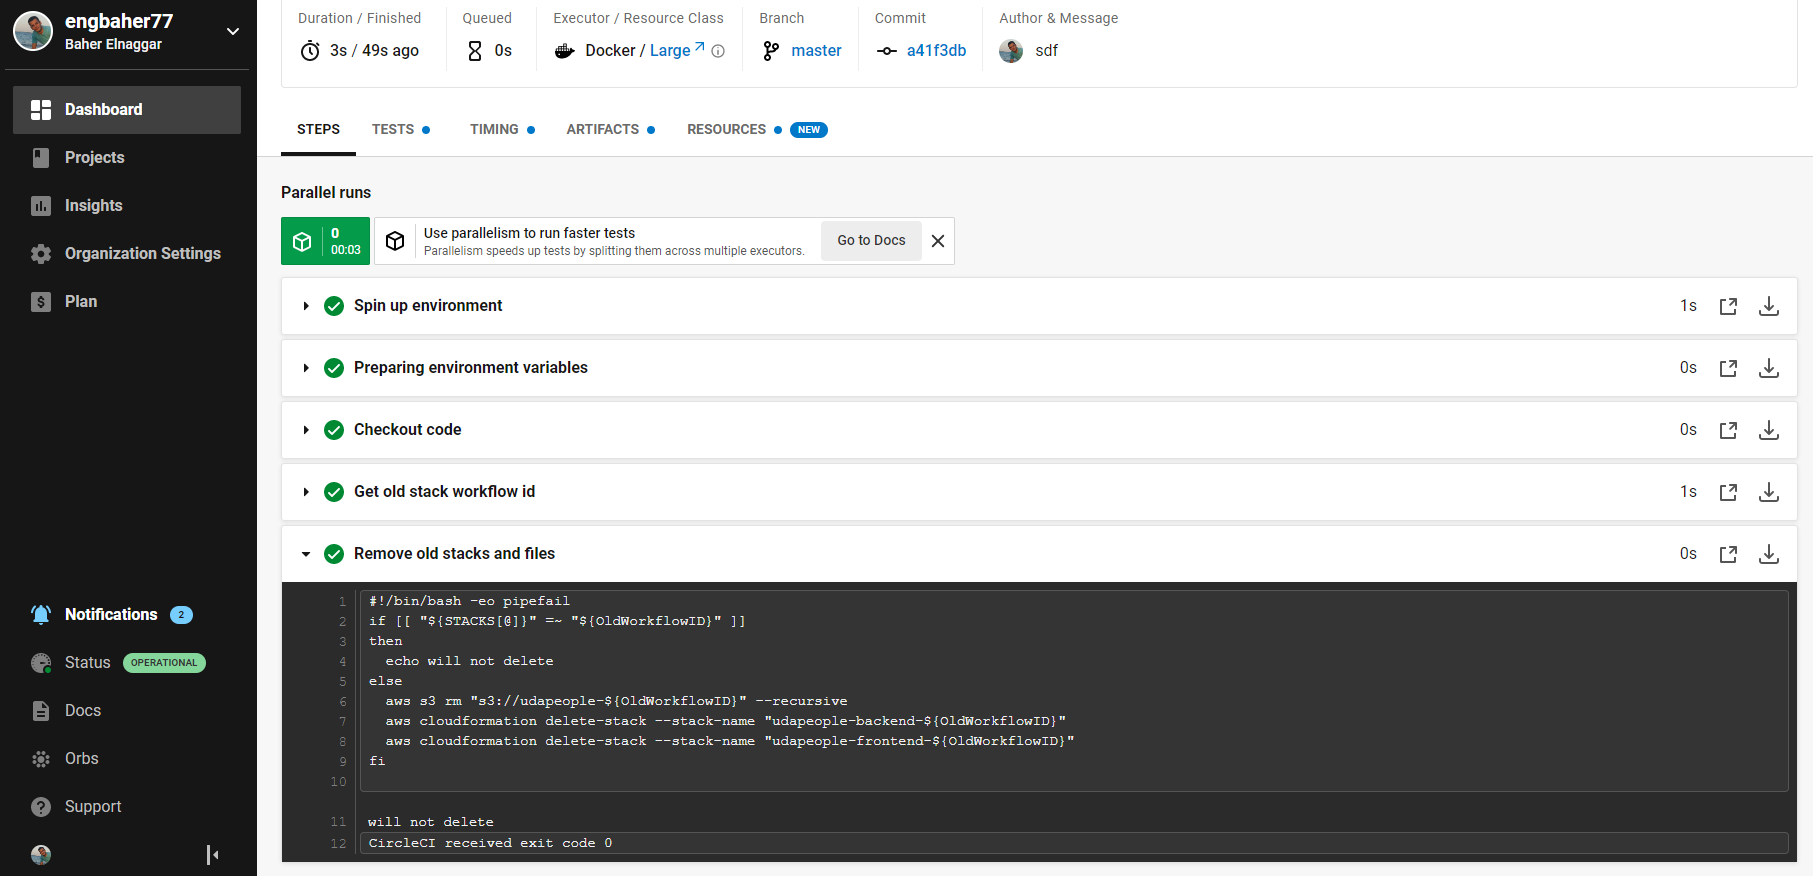 engbaher77
Baher Elnaggar
Dashboard
Projects
Insights
Organization Settings
$ Plan
Notifications 2
Status OPERATIONAL
Docs
Orbs
? Support
Duration / Finished
3s / 49s ago
Queued
0s
Executor / Resource Class
Docker / Large
Branch
master
Commit
a41f3db
Author & Message
sdf
STEPS
TESTS
TIMING
ARTIFACTS
RESOURCES NEW
Parallel runs
0
00:03
Use parallelism to run faster tests
Parallelism speeds up tests by splitting them across multiple executors.
Go to Docs
Spin up environment 1s
Preparing environment variables 0s
Checkout code 0s
Get old stack workflow id 1s
Remove old stacks and files 0s
1 #!/bin/bash -eo pipefail
2 if [[ "${STACKS[@]}" =~ "${OldWorkflowID}" ]]
3 then
4 echo will not delete
5 else
6 aws s3 rm "s3://udapeople-${OldWorkflowID}" --recursive
7 aws cloudformation delete-stack --stack-name "udapeople-backend-${OldWorkflowID}"
8 aws cloudformation delete-stack --stack-name "udapeople-frontend-${OldWorkflowID}"
9 fi
10
11 will not delete
12 CircleCI received exit code 0